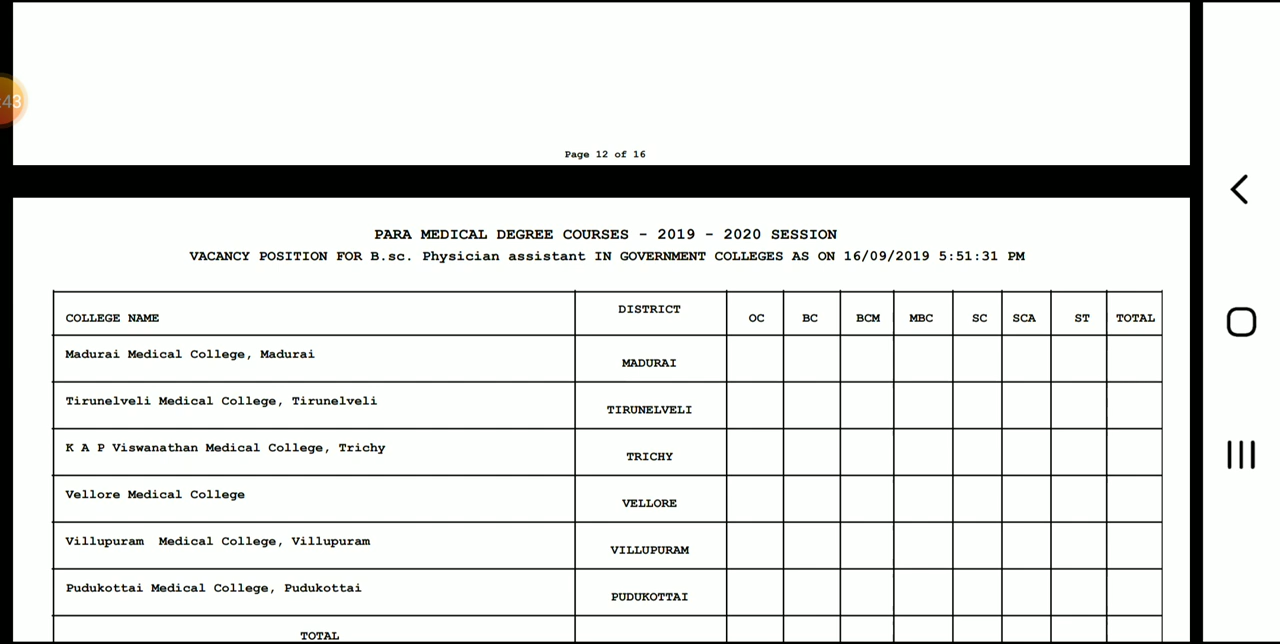 :43
Page 12 of 16
PARA MEDICAL DEGREE COURSES - 2019 - 2020 SESSION
VACANCY POSITION FOR B.sc. Physician assistant IN GOVERNMENT COLLEGES AS ON 16/09/2019 5:51:31 PM
COLLEGE NAME DISTRICT OC BC BCM MBC SC SCA ST TOTAL
Madurai Medical College, Madurai MADURAI
Tirunelveli Medical College, Tirunelveli TIRUNELVELI
K A P Viswanathan Medical College, Trichy TRICHY
Vellore Medical College VELLORE
Villupuram  Medical College, Villupuram VILLUPURAM
Pudukottai Medical College, Pudukottai PUDUKOTTAI
TOTAL